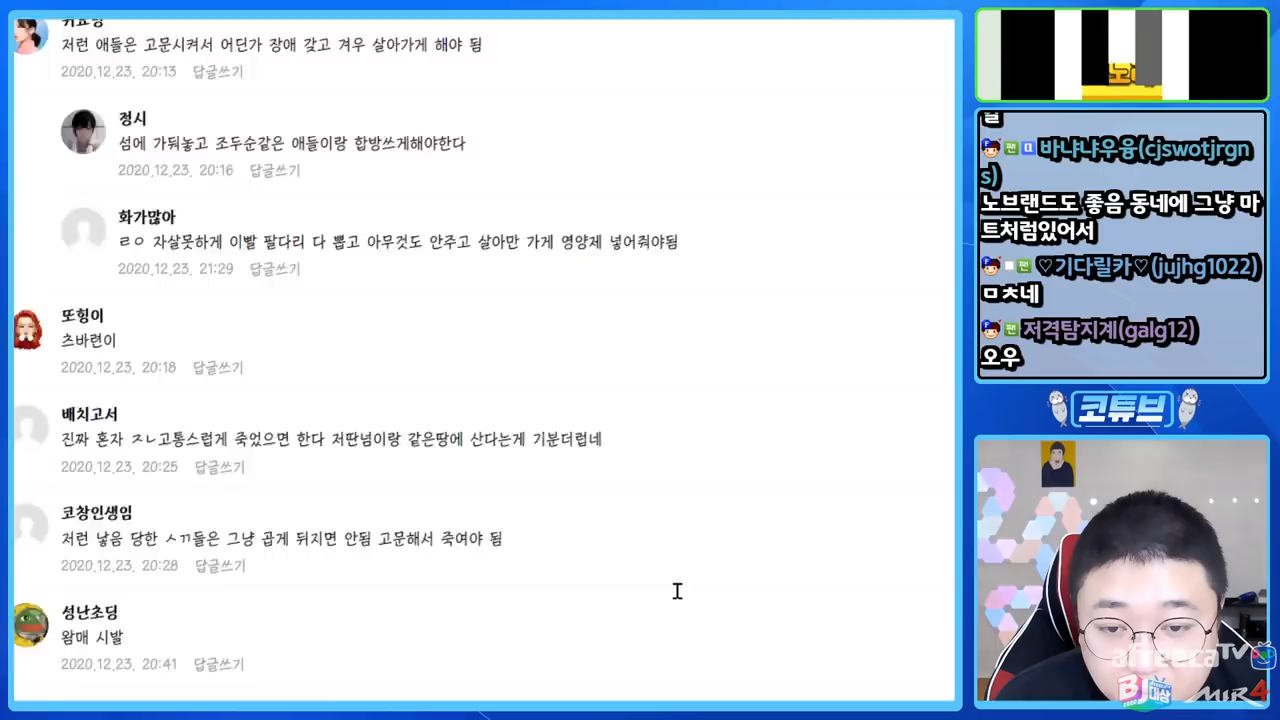 저런 애들은 고문시켜서 어딘가 장애 갖고 겨우 살아가게 해야 됨
2020.12.23. 20:13 답글쓰기
정시
섬에 가둬놓고 조두순같은 애들이랑 합방쓰게해야한다
2020.12.23. 20:16 답글쓰기
화가많아
ㄹㅇ 자살못하게 이발 팔다리 다 뽑고 아무것도 안주고 살아만 가게 영양제 넣어줘야됨
2020.12.23. 21:29 답글쓰기
또헝이
츠바련이
2020.12.23. 20:18 답글쓰기
배치고서
진짜 혼자 ㅈㄴ고통스럽게 죽었으면 한다 저딴넘이랑 같은땅에 산다는게 기분더럽네
2020.12.23. 20:25 답글쓰기
코창인생임
저런 낳음 당한 ㅅㄲ들은 그냥 곱게 뒤지면 안됨 고문해서 죽여야 됨
2020.12.23. 20:28 답글쓰기
성난초딩
왐매 시발
2020.12.23. 20:41 답글쓰기
팬 바냐냐우융(cjswotjrgn
s)
노브랜드도 좋음 동네에 그냥 마
트처럼있어서
팬 ♡기다릴카♡(jujhg1022)
ㅁㅊ네
팬 저격탐지계(galg12)
오우
코튜브
afreecaTV
BJ대상 MIR4